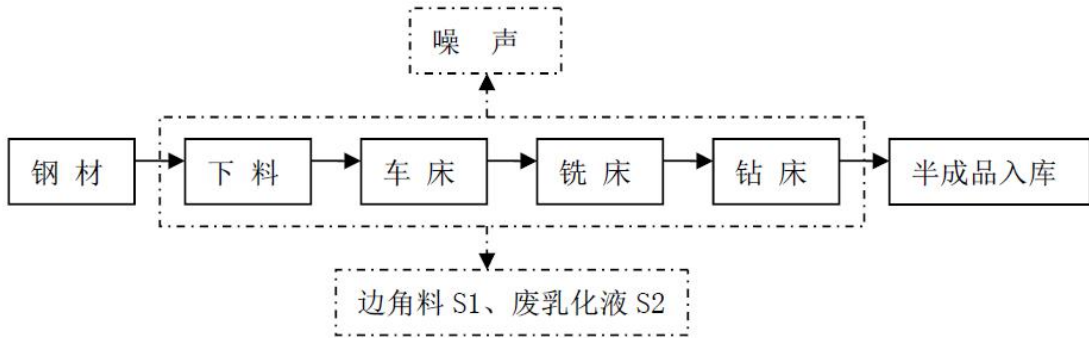 噪 声
钢 材
下 料
车 床
铣 床
钻 床
半成品入库
边角料 S1、废乳化液 S2